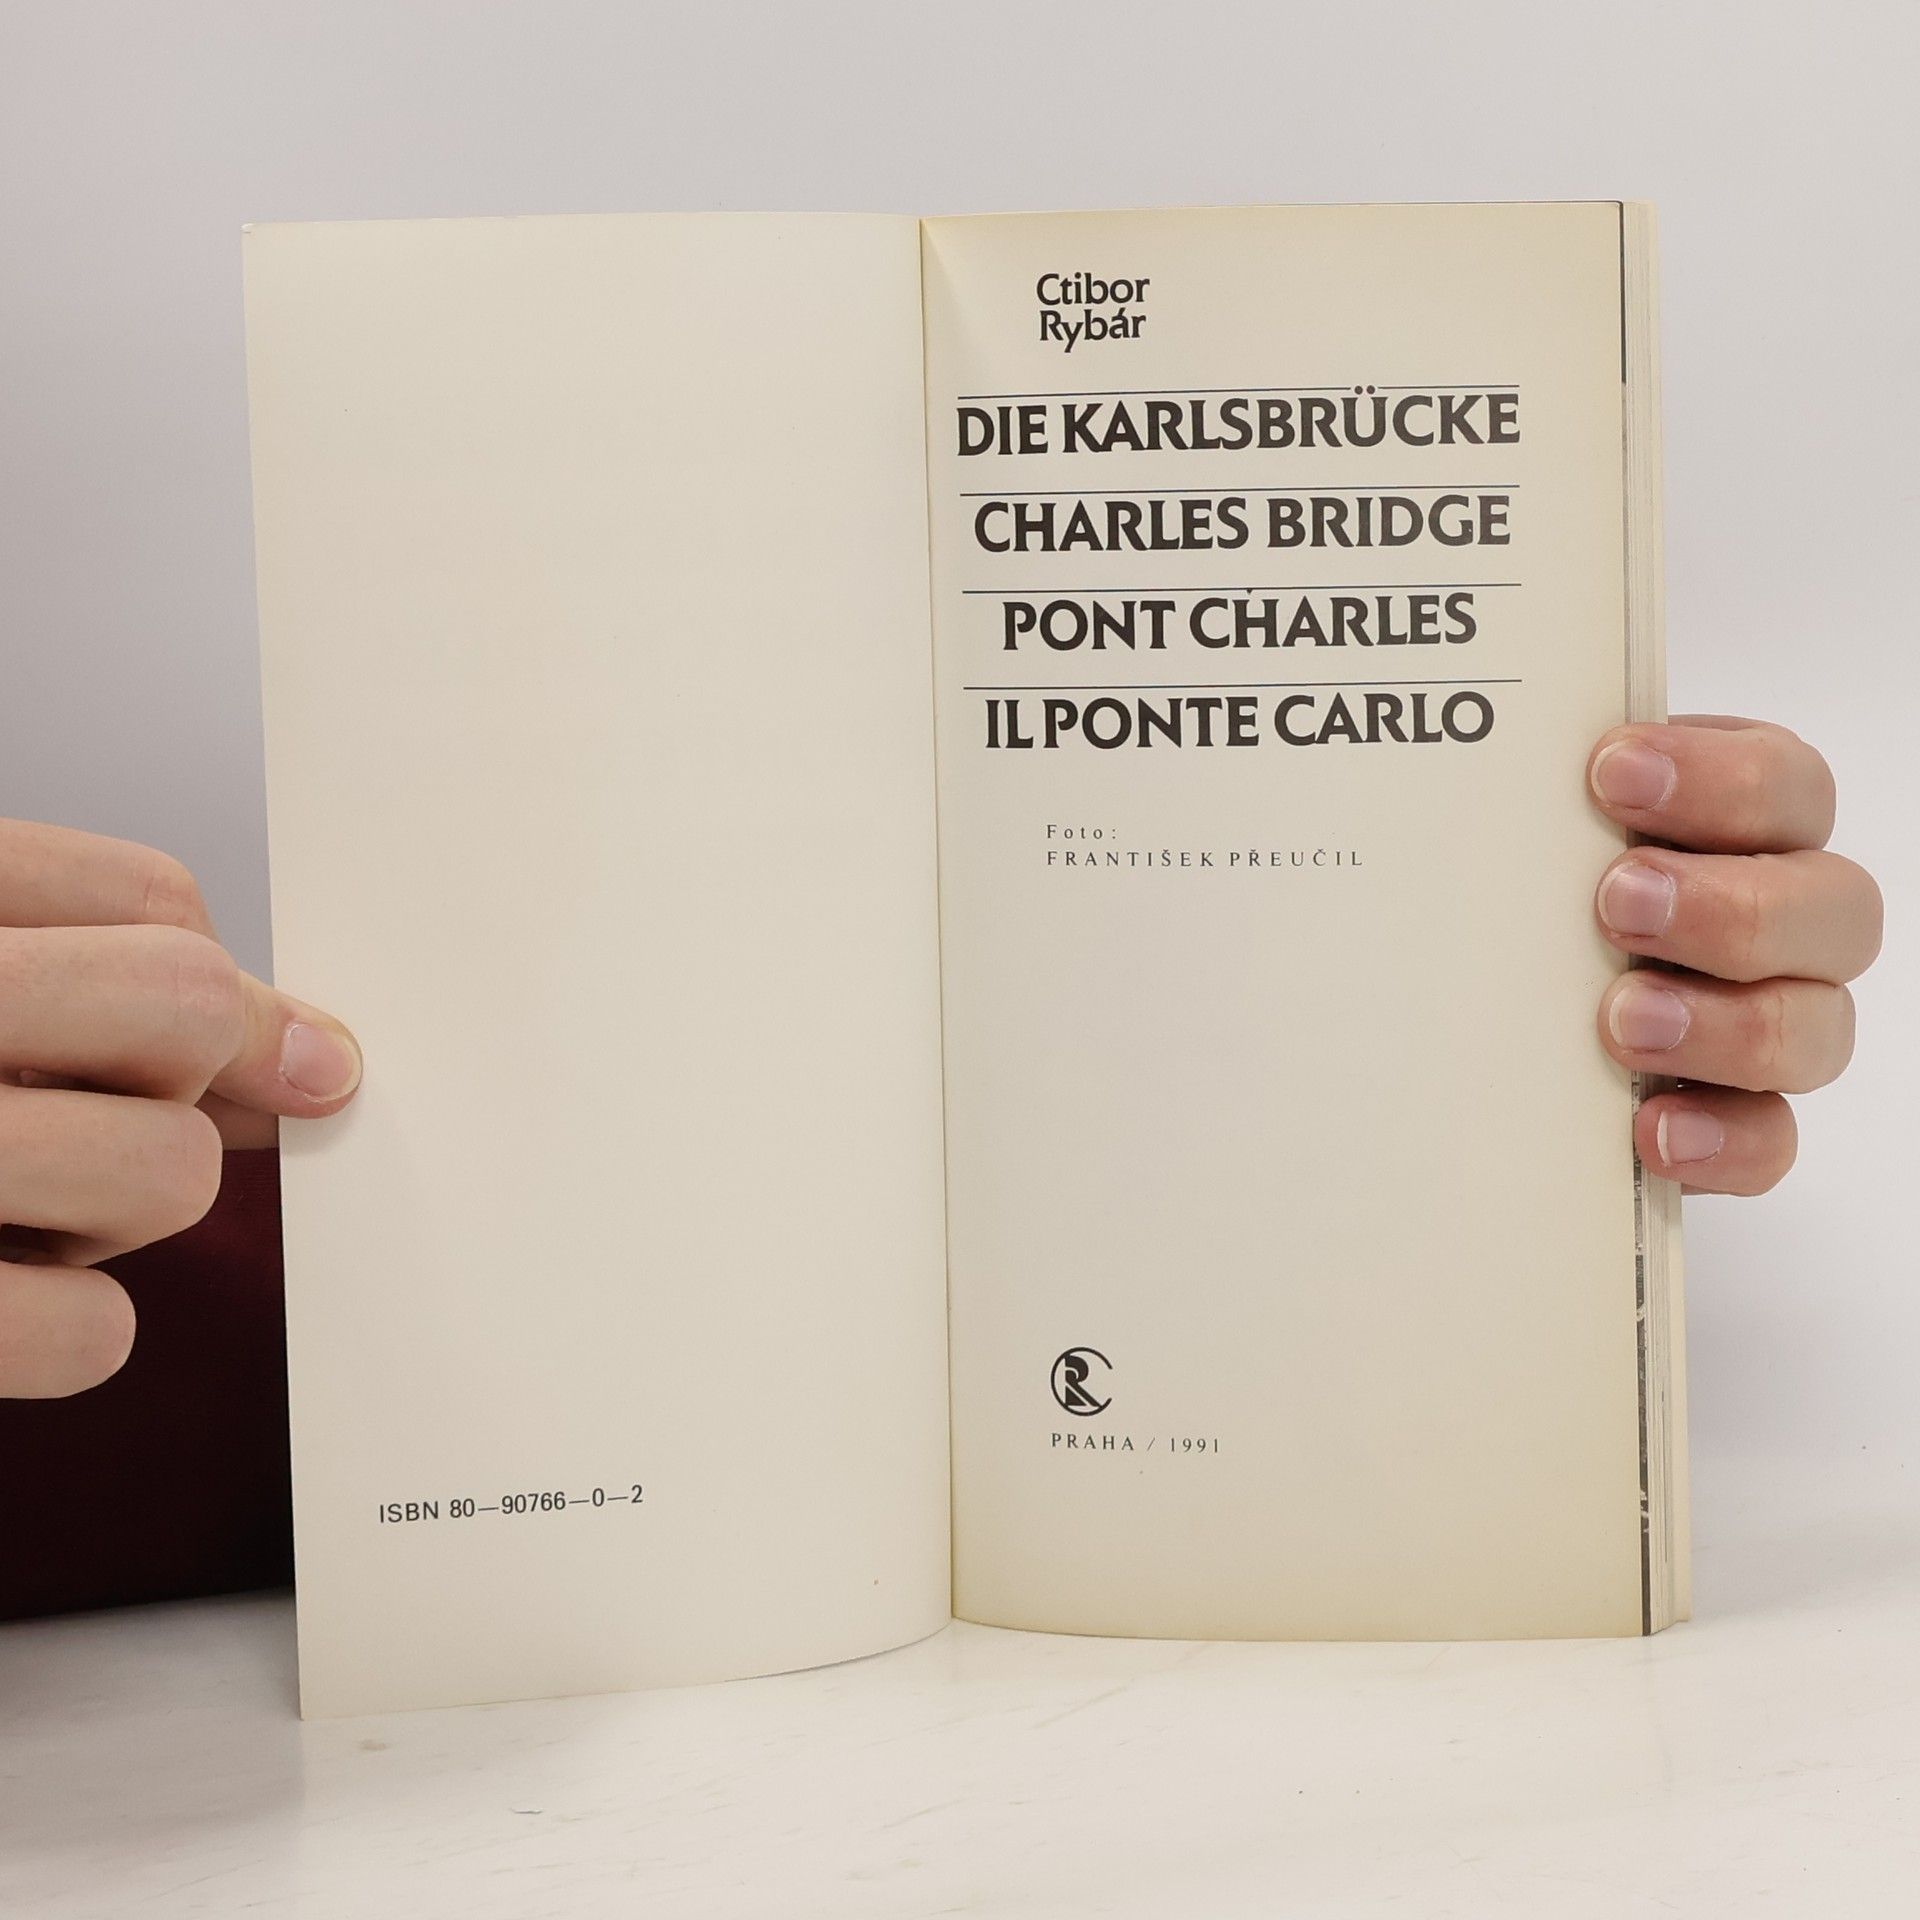 ISBN 80—90766—0—2
Ctibor
Rybár
DIE KARLSBRÜCKE
CHARLES BRIDGE
PONT CHARLES
IL PONTE CARLO
Foto:
FRANTIŠEK PŘEUČIL
PRAHA / 1991